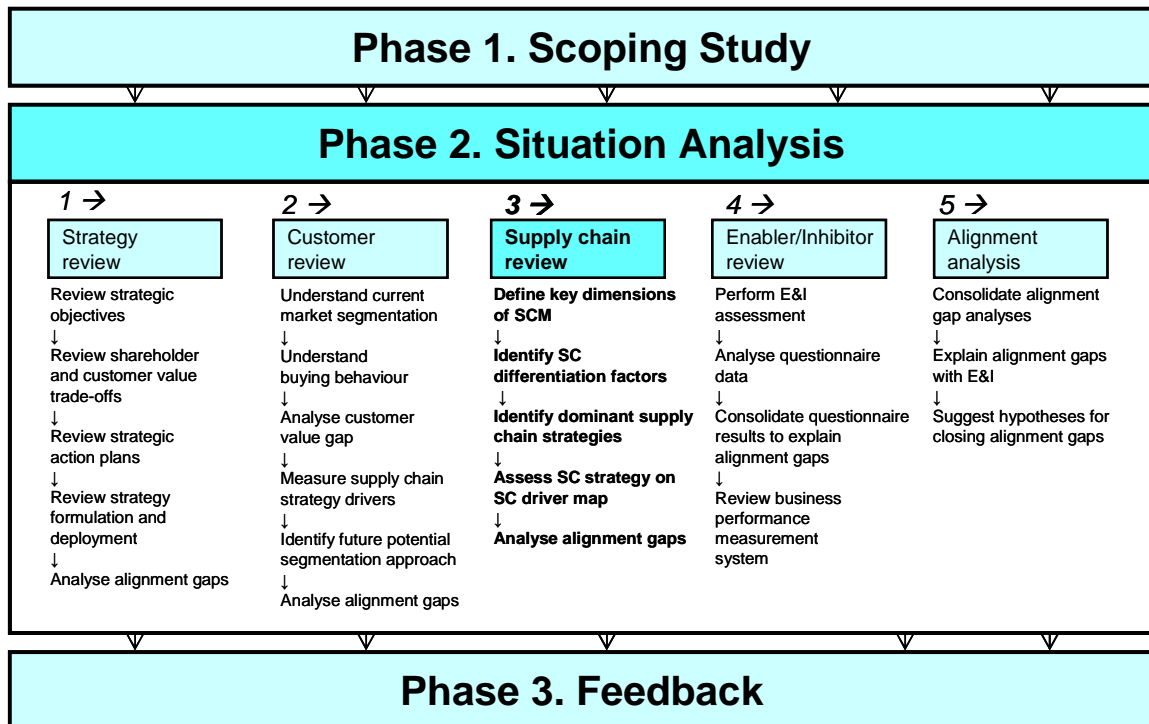 Phase 1. Scoping Study
Phase 2. Situation Analysis
1 →
Strategy
review
Review strategic
objectives
↓
Review shareholder
and customer value
trade-offs
↓
Review strategic
action plans
↓
Review strategy
formulation and
deployment
↓
Analyse alignment gaps
2 →
Customer
review
Understand current
market segmentation
↓
Understand
buying behaviour
↓
Analyse customer
value gap
↓
Measure supply chain
strategy drivers
↓
Identify future potential
segmentation approach
↓
Analyse alignment gaps
3 →
Supply chain
review
Define key dimensions
of SCM
↓
Identify SC
differentiation factors
↓
Identify dominant supply
chain strategies
↓
Assess SC strategy on
SC driver map
↓
Analyse alignment gaps
4 →
Enabler/Inhibitor
review
Perform E&I
assessment
↓
Analyse questionnaire
data
↓
Consolidate questionnaire
results to explain
alignment gaps
↓
Review business
performance
measurement
system
5 →
Alignment
analysis
Consolidate alignment
gap analyses
↓
Explain alignment gaps
with E&I
↓
Suggest hypotheses for
closing alignment gaps
Phase 3. Feedback